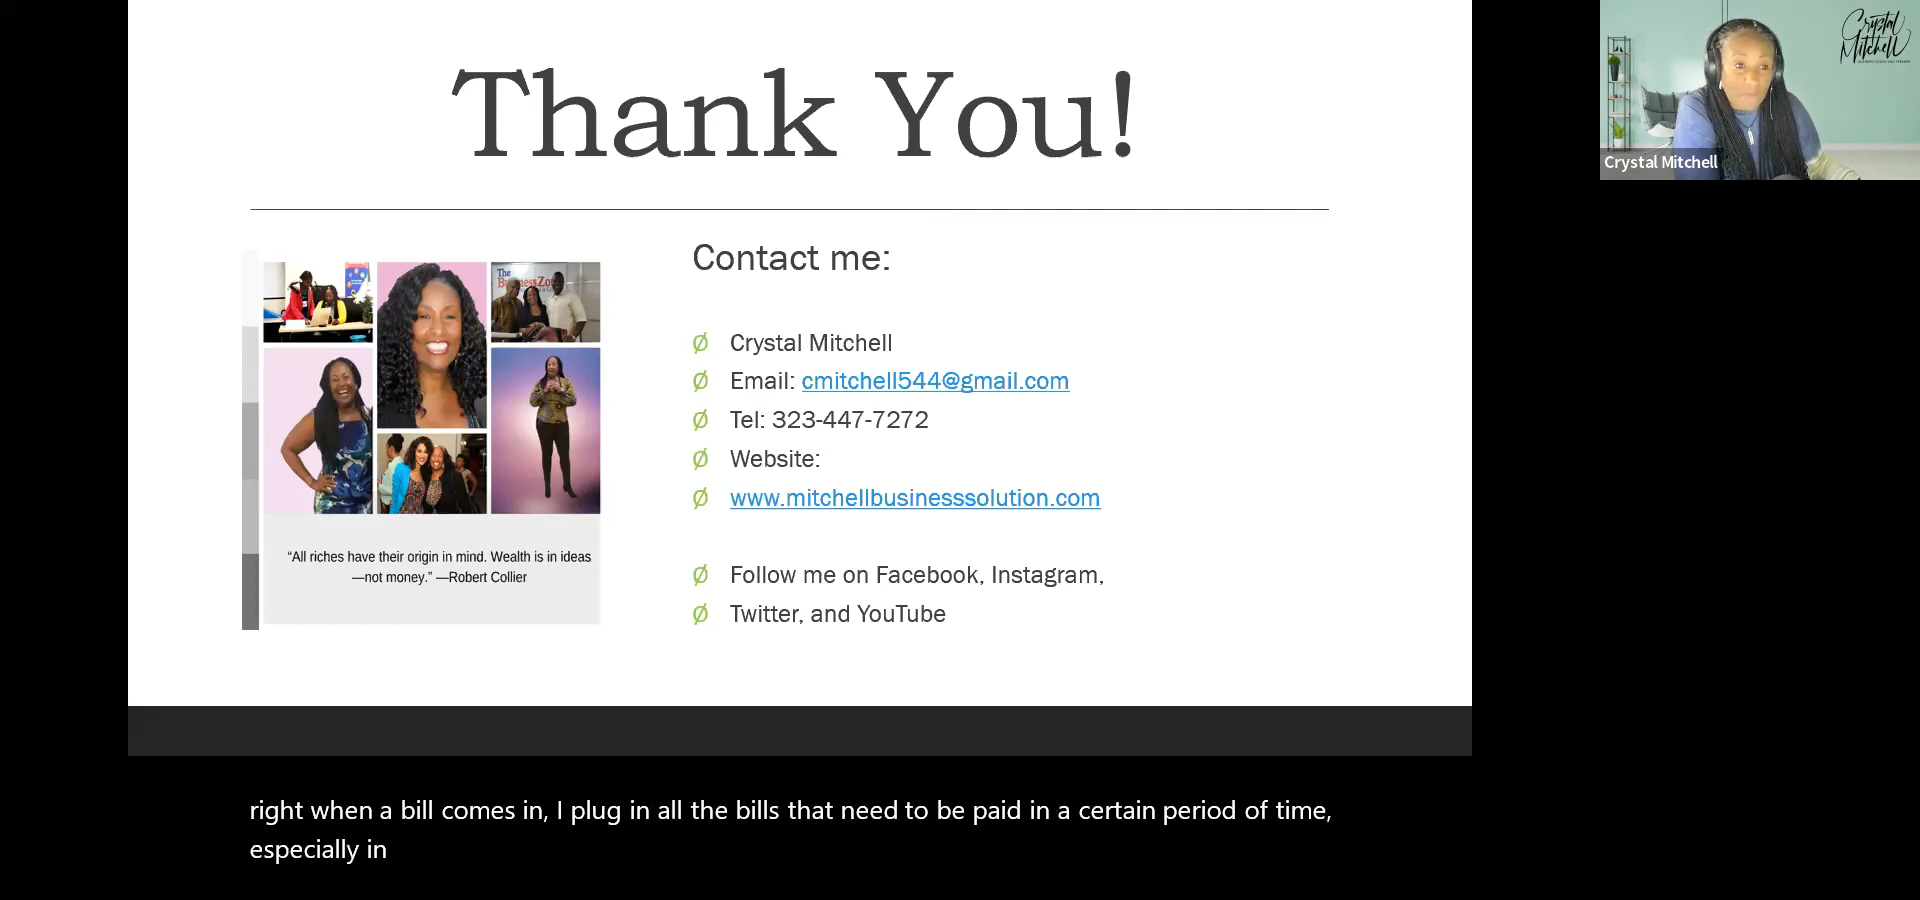 Thank You!
Crystal
Mitchell
Crystal Mitchell
Contact me:
The
Crystal Mitchell
Email: cmitchell544@gmail.com
Tel: 323-447-7272
Website:
www.mitchellbusinesssolution.com
“All riches have their origin in mind. Wealth is in ideas
—not money.” —Robert Collier
Follow me on Facebook, Instagram,
Twitter, and YouTube
right when a bill comes in, I plug in all the bills that need to be paid in a certain period of time,
especially in